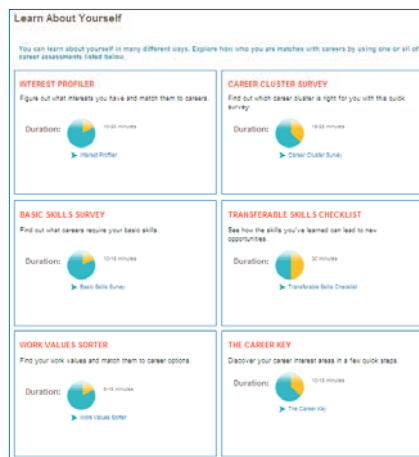 Learn About Yourself
You can learn about yourself in many different ways. Explore how who you are matches with careers by using one or all of
career assessments listed below.
INTEREST PROFILER
Figure out what interests you have and match them to careers.
Duration:
Interest Profiler
CAREER CLUSTER SURVEY
Find out which career cluster is right for you with this quick
survey.
Duration:
Career Cluster Survey
BASIC SKILLS SURVEY
Find out what careers require your basic skills.
Duration:
Basic Skills Survey
TRANSFERABLE SKILLS CHECKLIST
See how the skills you've learned can lead to new
opportunities.
Duration:
30 minutes
Transferable Skills Checklist
WORK VALUES SORTER
Find your work values and match them to career options.
Duration:
minutes
Work Values Sorter
THE CAREER KEY
Discover your career interest areas in a few quick steps.
Duration:
10-15 minutes
The Career Key